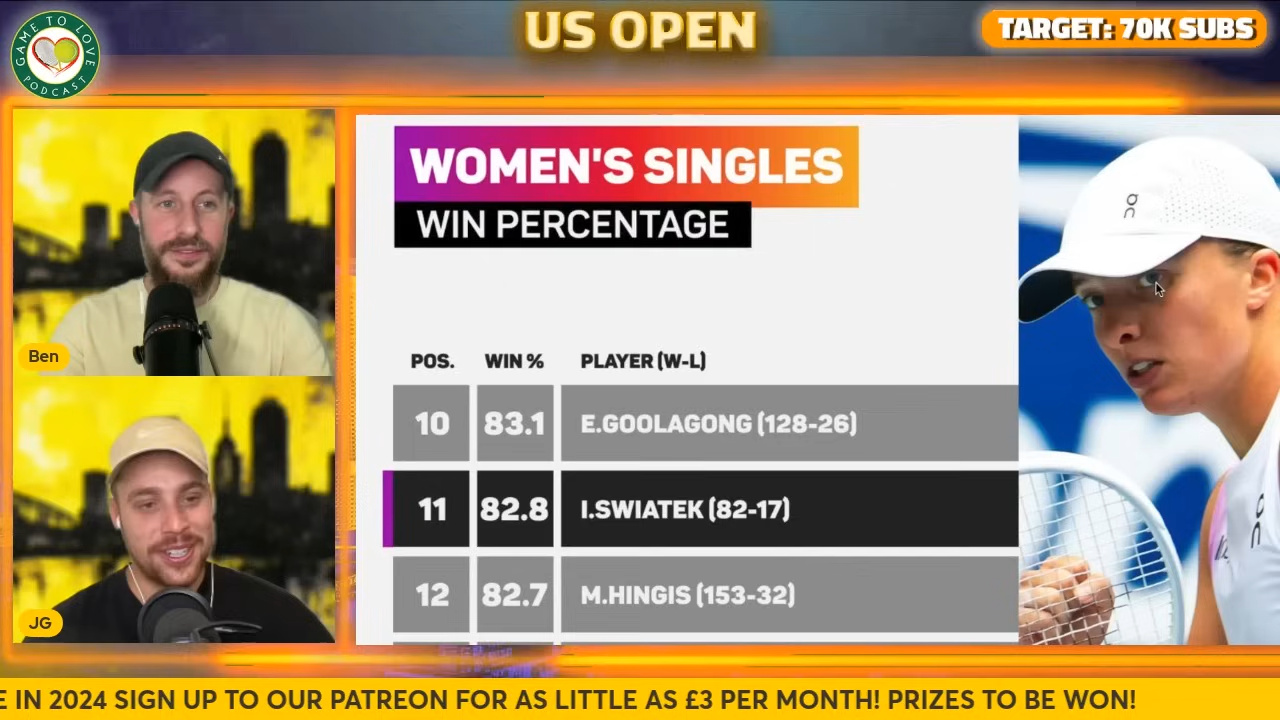 GAME TO LOVE
PODCAST
US OPEN
TARGET: 70K SUBS
WOMEN'S SINGLES
WIN PERCENTAGE
POS. WIN % PLAYER (W-L)
10 83.1 E.GOOLAGONG (128-26)
11 82.8 I.SWIATEK (82-17)
12 82.7 M.HINGIS (153-32)
Ben
JG
E IN 2024 SIGN UP TO OUR PATREON FOR AS LITTLE AS £3 PER MONTH! PRIZES TO BE WON!